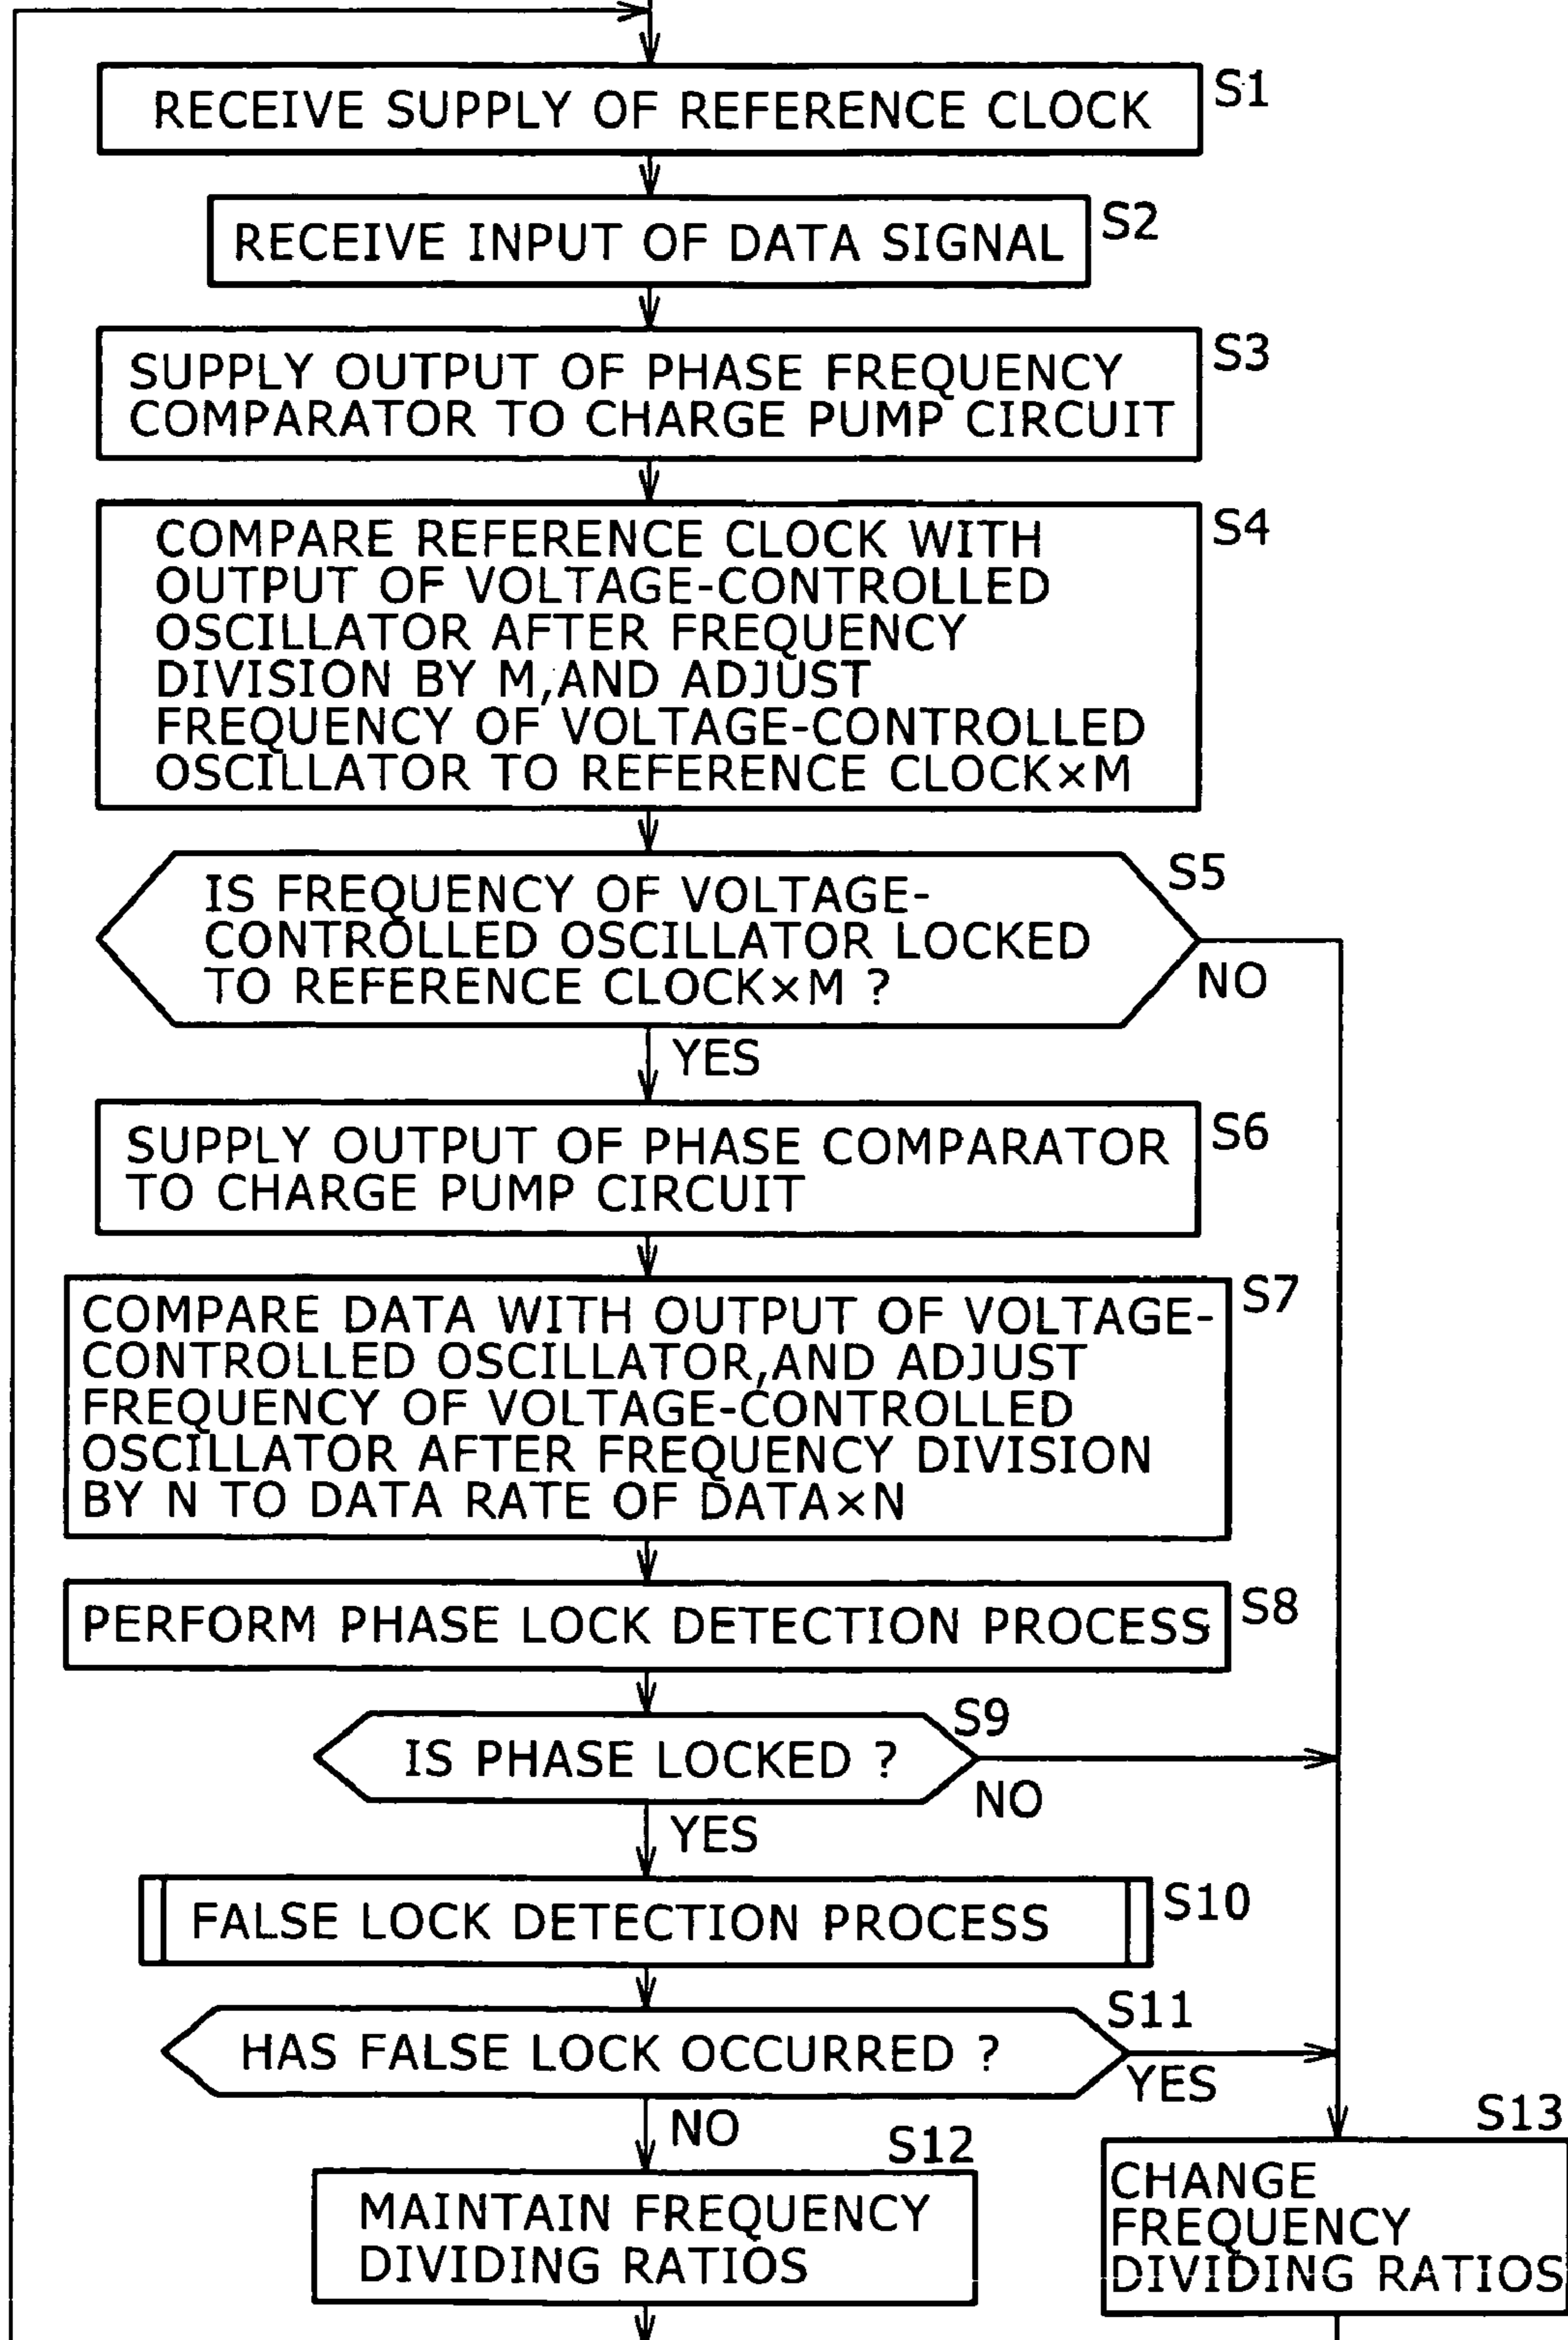 S1
RECEIVE SUPPLY OF REFERENCE CLOCK
S2
RECEIVE INPUT OF DATA SIGNAL
S3
SUPPLY OUTPUT OF PHASE FREQUENCY
COMPARATOR TO CHARGE PUMP CIRCUIT
S4
COMPARE REFERENCE CLOCK WITH
OUTPUT OF VOLTAGE-CONTROLLED
OSCILLATOR AFTER FREQUENCY
DIVISION BY M, AND ADJUST
FREQUENCY OF VOLTAGE-CONTROLLED
OSCILLATOR TO REFERENCE CLOCK×M
S5
IS FREQUENCY OF VOLTAGE-
CONTROLLED OSCILLATOR LOCKED
TO REFERENCE CLOCK×M ?
NO
YES
S6
SUPPLY OUTPUT OF PHASE COMPARATOR
TO CHARGE PUMP CIRCUIT
S7
COMPARE DATA WITH OUTPUT OF VOLTAGE-
CONTROLLED OSCILLATOR, AND ADJUST
FREQUENCY OF VOLTAGE-CONTROLLED
OSCILLATOR AFTER FREQUENCY DIVISION
BY N TO DATA RATE OF DATA×N
S8
PERFORM PHASE LOCK DETECTION PROCESS
S9
IS PHASE LOCKED ?
NO
YES
S10
FALSE LOCK DETECTION PROCESS
S11
HAS FALSE LOCK OCCURRED ?
YES
NO
S12
MAINTAIN FREQUENCY
DIVIDING RATIOS
S13
CHANGE
FREQUENCY
DIVIDING RATIOS